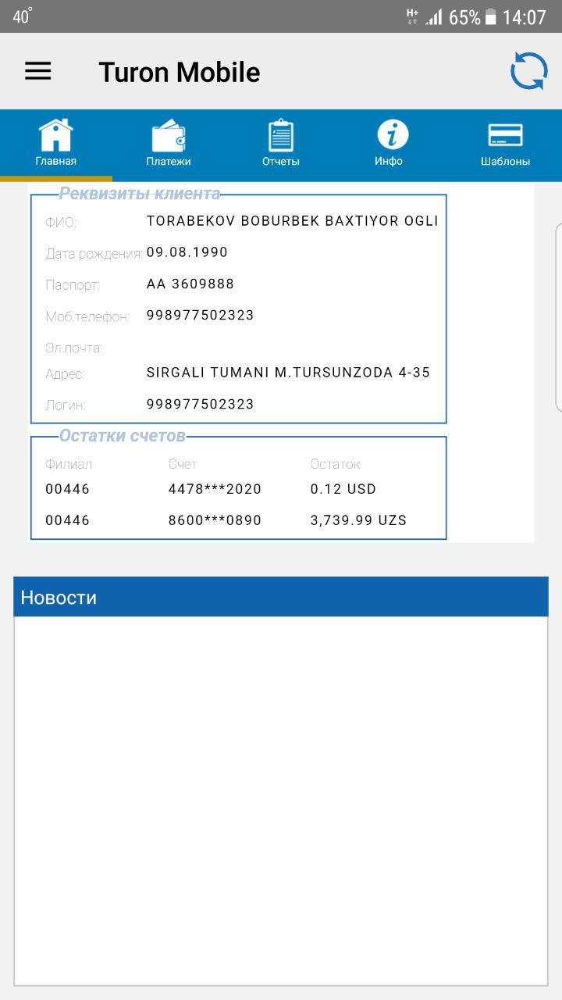 40° H+ 65% 14:07
Turon Mobile
Главная Платежи Отчеты Инфо Шаблоны
Реквизиты клиента
ФИО: TORABEKOV BOBURBEK BAXTIYOR OGLI
Дата рождения: 09.08.1990
Паспорт: AA 3609888
Моб.телефон: 998977502323
Эл.почта:
Адрес: SIRGALI TUMANI M.TURSUNZODA 4-35
Логин: 998977502323
Остатки счетов
Филиал Счет Остаток
00446 4478***2020 0.12 USD
00446 8600***0890 3,739.99 UZS
Новости